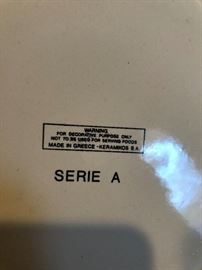 WARNING
FOR DECORATIVE PURPOSE ONLY
NOT TO BE USED FOR SERVING FOODS
MADE IN GREECE - KERAMIKOS S.A.
SERIE A